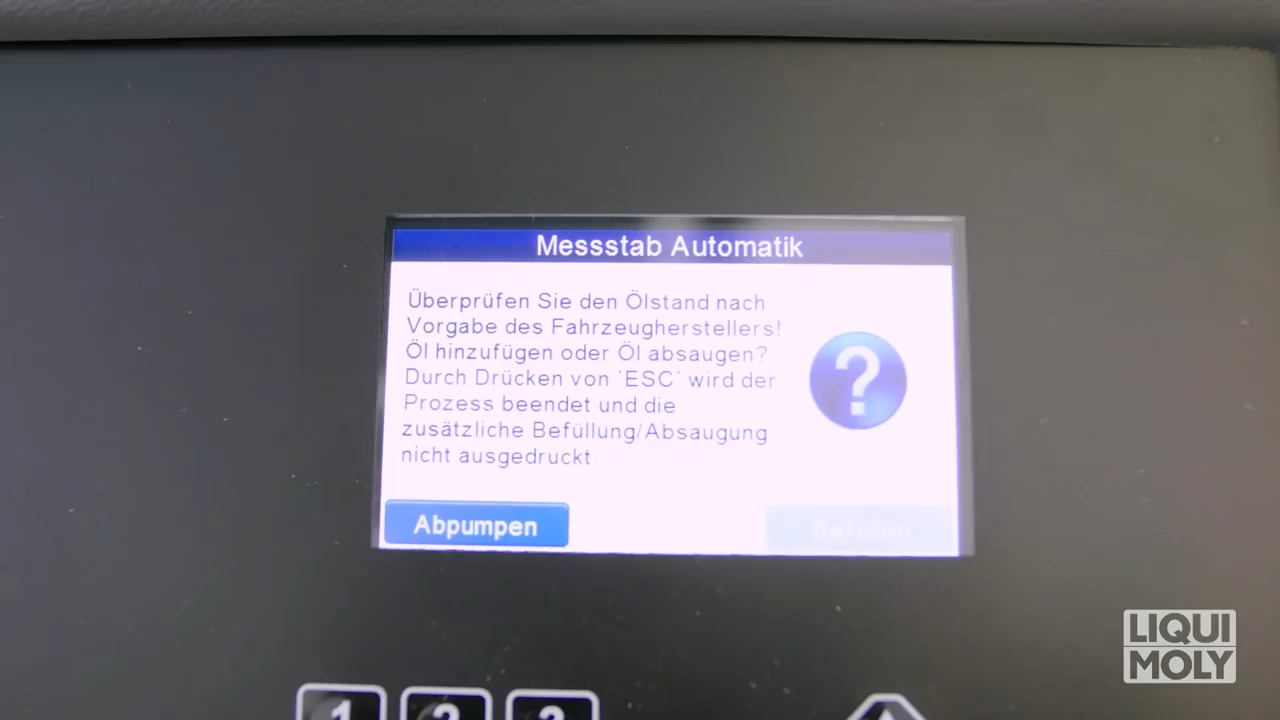 Messstab Automatik
Überprüfen Sie den Ölstand nach
Vorgabe des Fahrzeugherstellers!
Öl hinzufügen oder Öl absaugen?
Durch Drücken von `ESC` wird der
Prozess beendet und die
zusätzliche Befüllung/Absaugung
nicht ausgedruckt.
?
Abpumpen
Befüllen
LIQUI
MOLY
1
2
3